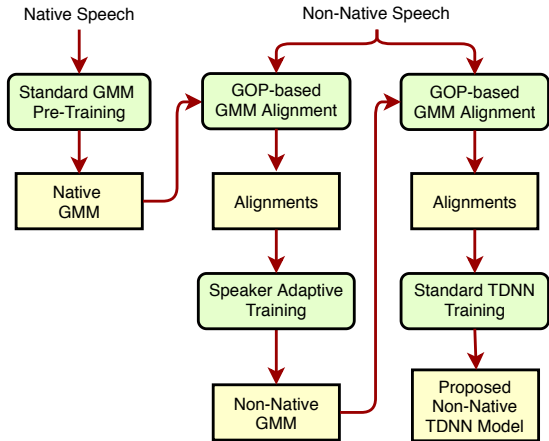 Native Speech
Standard GMM
Pre-Training
Native
GMM
Non-Native Speech
GOP-based
GMM Alignment
Alignments
Speaker Adaptive
Training
Non-Native
GMM
GOP-based
GMM Alignment
Alignments
Standard TDNN
Training
Proposed
Non-Native
TDNN Model